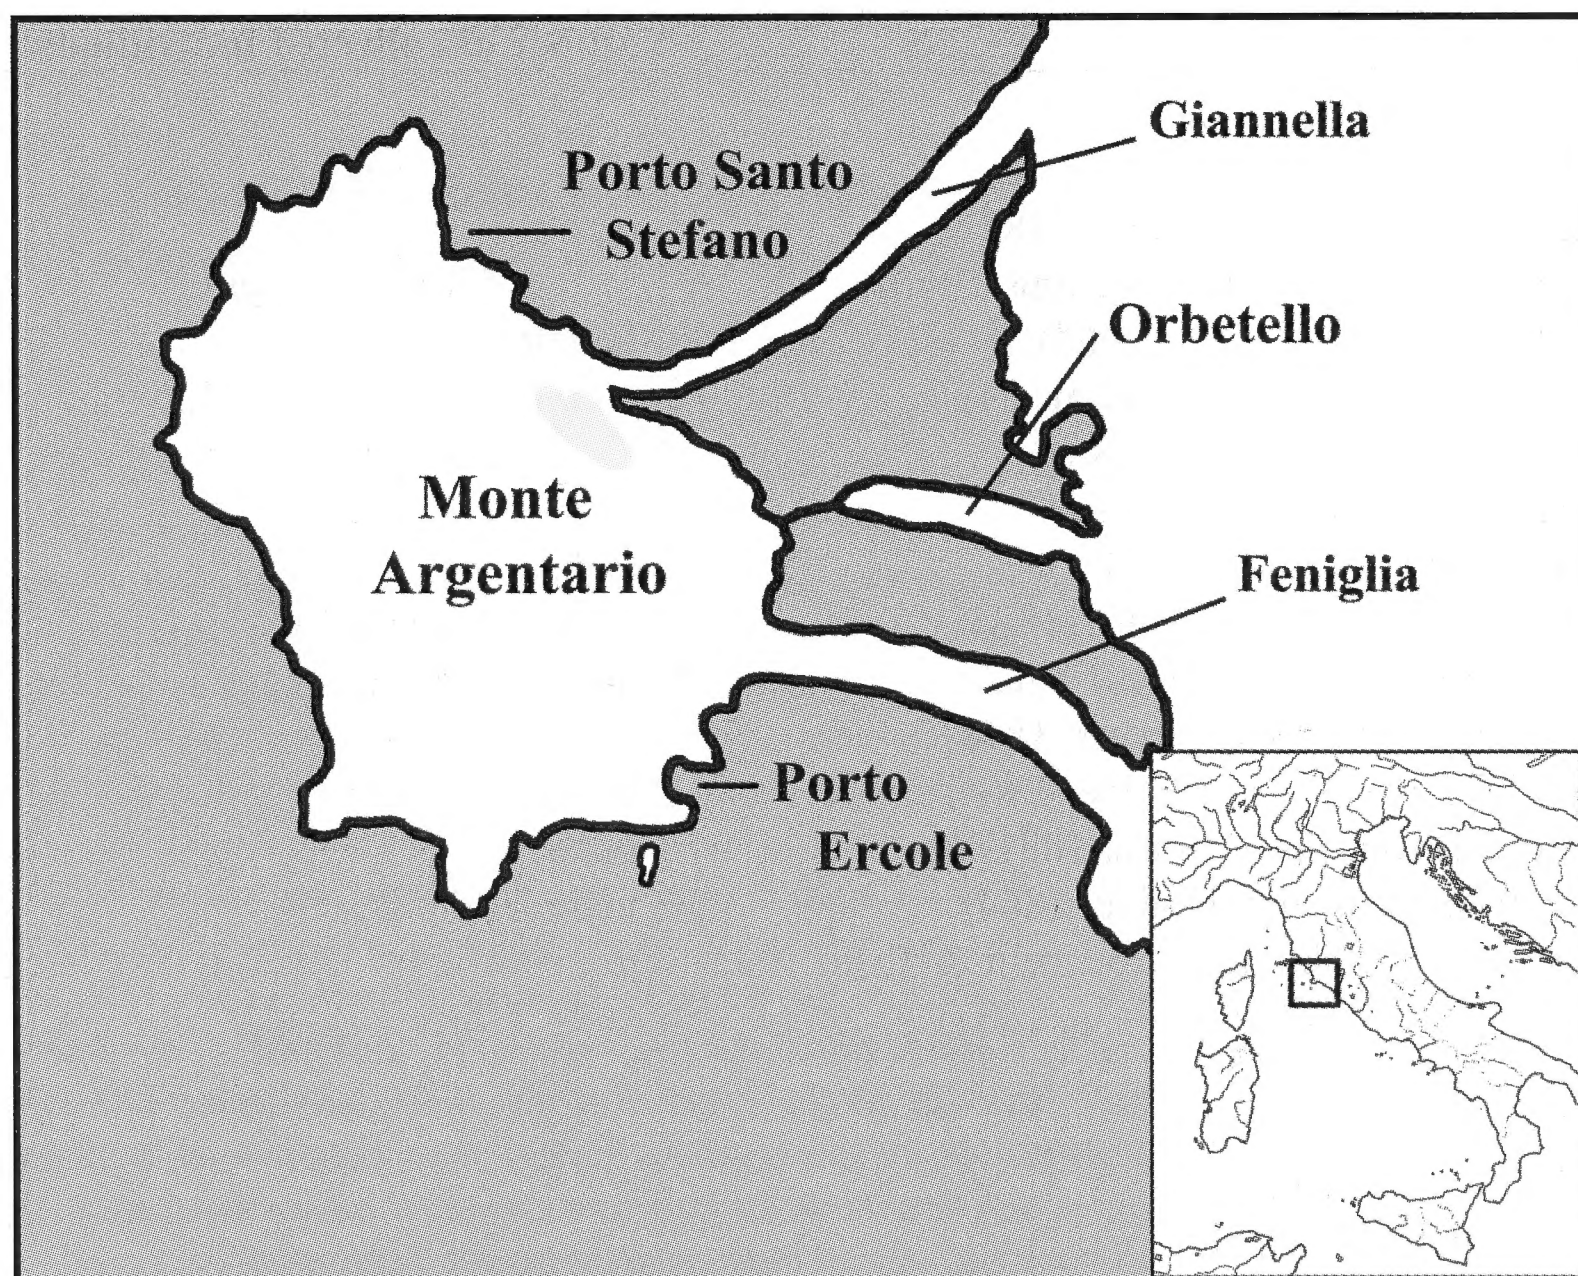 Giannella
Porto Santo
Stefano
Orbetello
Monte
Argentario
Feniglia
Porto
Ercole